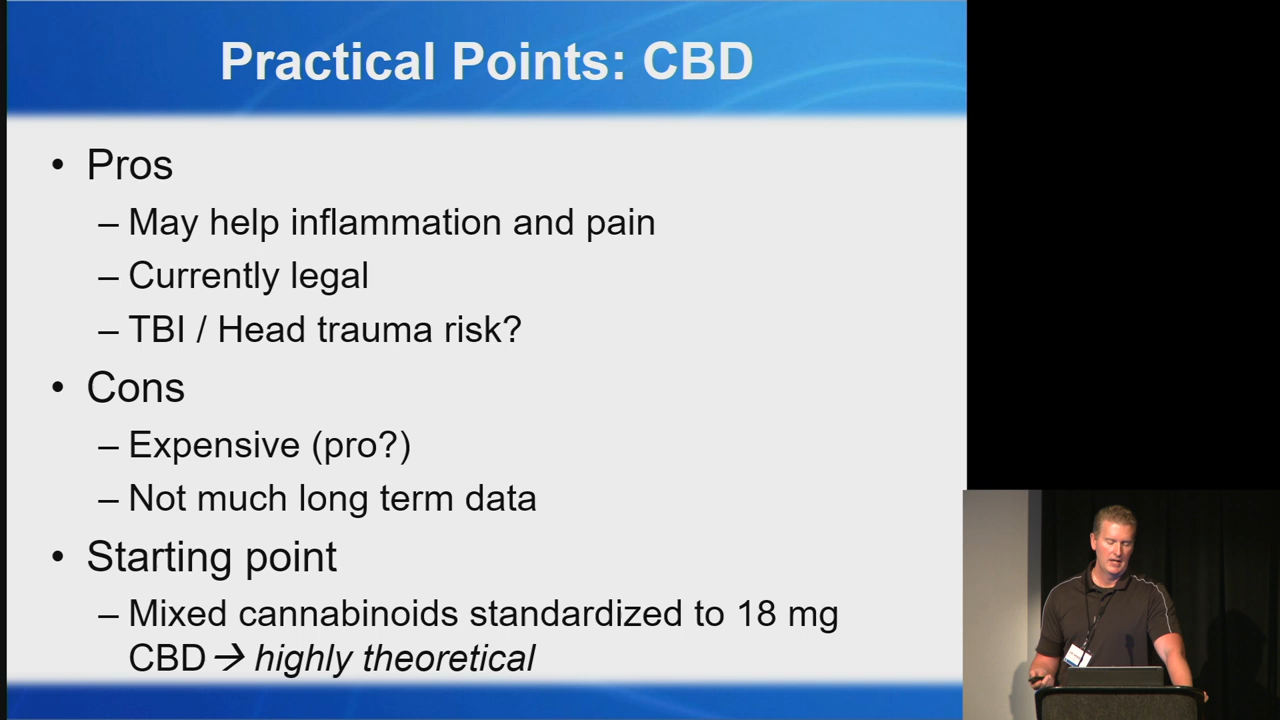 Practical Points: CBD
• Pros
– May help inflammation and pain
– Currently legal
– TBI / Head trauma risk?
• Cons
– Expensive (pro?)
– Not much long term data
• Starting point
– Mixed cannabinoids standardized to 18 mg
CBD → highly theoretical